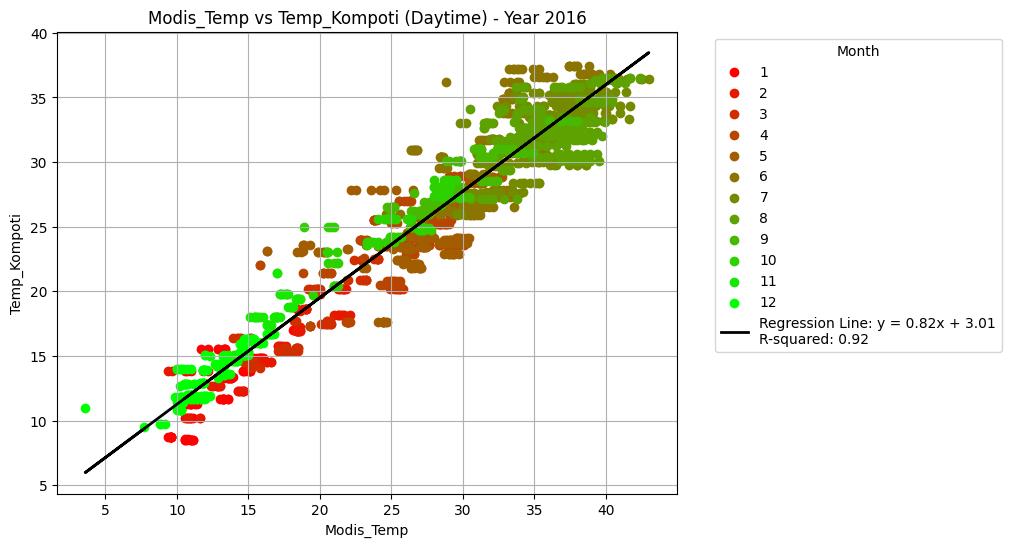 Modis_Temp vs Temp_Kompoti (Daytime) - Year 2016
40
35
30
25
20
15
10
5
Temp_Kompoti
5 10 15 20 25 30 35 40
Modis_Temp
Month
1
2
3
4
5
6
7
8
9
10
11
12
Regression Line: y = 0.82x + 3.01
R-squared: 0.92